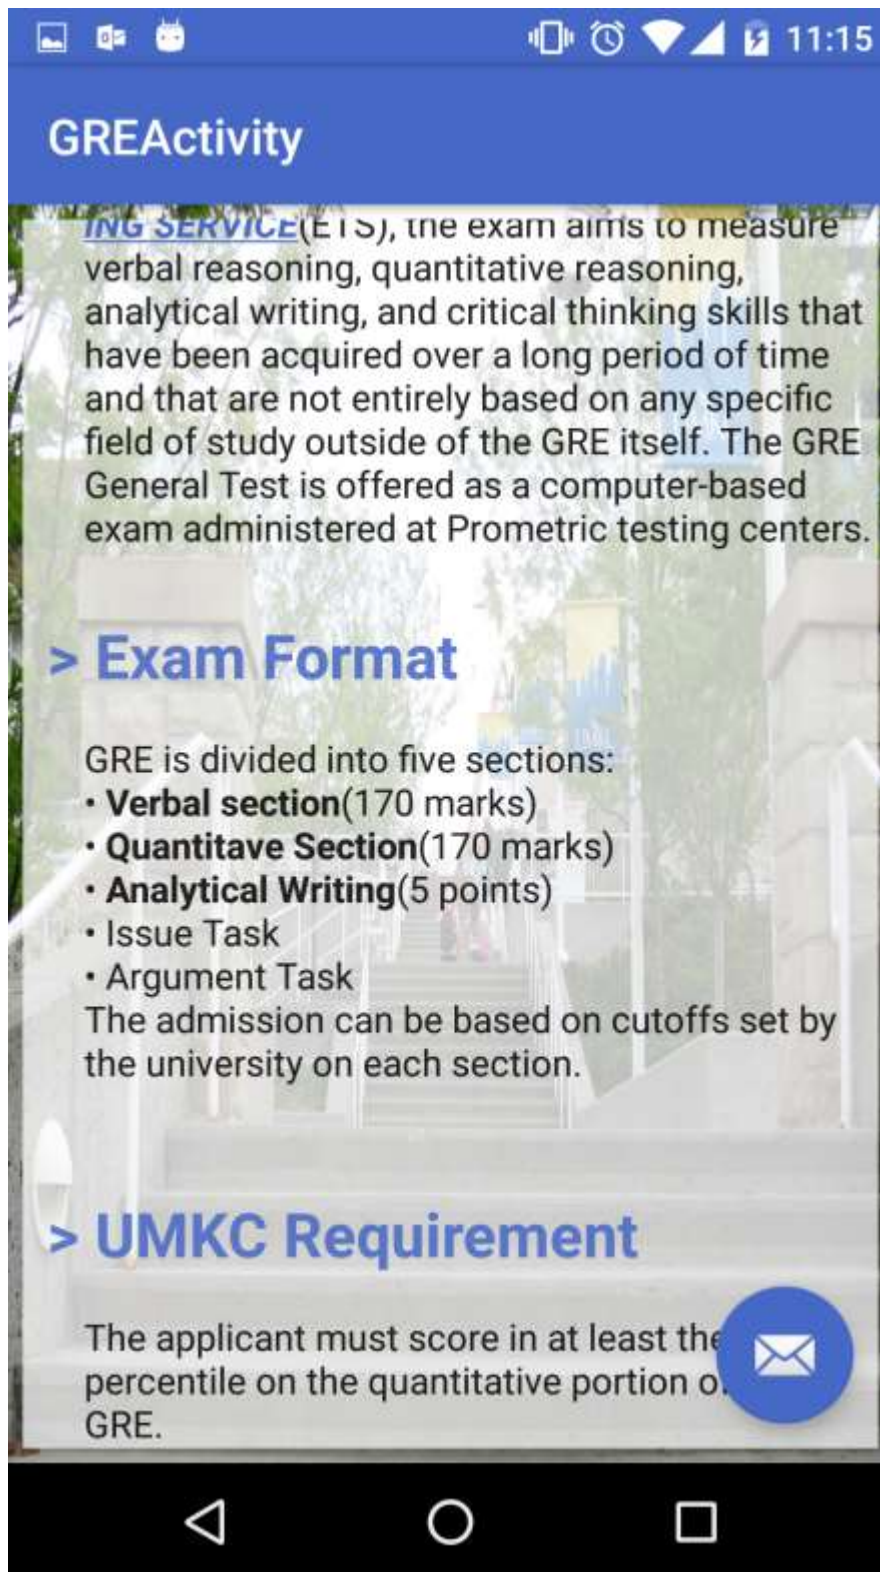 11:15
GREActivity
ING SERVICE(ETS), the exam aims to measure
verbal reasoning, quantitative reasoning,
analytical writing, and critical thinking skills that
have been acquired over a long period of time
and that are not entirely based on any specific
field of study outside of the GRE itself. The GRE
General Test is offered as a computer-based
exam administered at Prometric testing centers.
> Exam Format
GRE is divided into five sections:
• Verbal section(170 marks)
• Quantitave Section(170 marks)
• Analytical Writing(5 points)
• Issue Task
• Argument Task
The admission can be based on cutoffs set by
the university on each section.
> UMKC Requirement
The applicant must score in at least the
percentile on the quantitative portion
GRE.